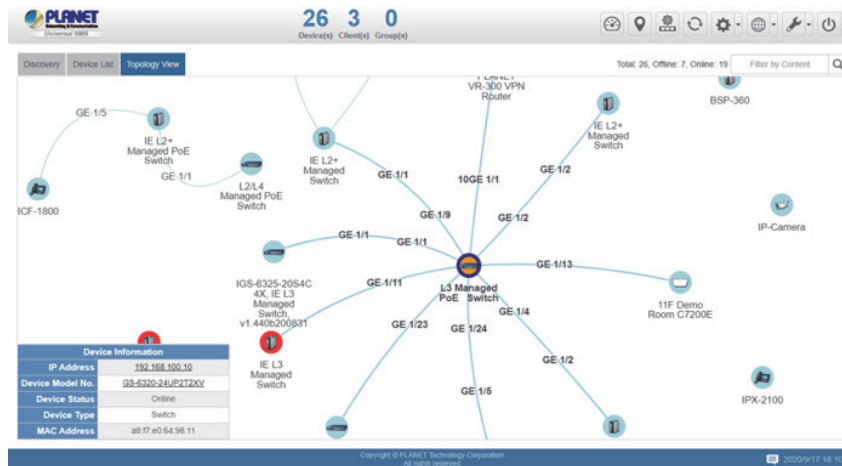 PLANET
Networking & Communication
Universal NMS
26 3 0
Device(s) Client(s) Group(s)
Discovery Device List Topology View
Total: 26, Offline: 7, Online: 19
Filter by Content
PLANET
VR-300 VPN
Router
BSP-360
GE-1/5
IE L2+
Managed PoE
Switch
IE L2+
Managed
Switch
IE L2+
Managed
Switch
GE-1/1
L2/L4
Managed PoE
Switch
GE 1/1
10GE 1/1
GE 1/2
ICF-1800
GE 1/9
GE 1/2
IP-Camera
GE 1/1
GE-1/1
GE 1/13
IGS-6325-20S4C
4X, IE L3
Managed
Switch,
v1.440b200831
GE 1/11
L3 Managed
PoE Switch
11F Demo
Room C7200E
GE 1/4
GE 1/23
GE 1/24
IE L3
Managed
Switch
GE 1/2
GE 1/5
IPX-2100
Device Information
IP Address 192.168.100.10
Device Model No. GS-6320-24UP2T2XV
Device Status Online
Device Type Switch
MAC Address a8:f7:e0:64:98:11
Copyright © PLANET Technology Corporation.
All rights reserved.
2020/9/17 18:10